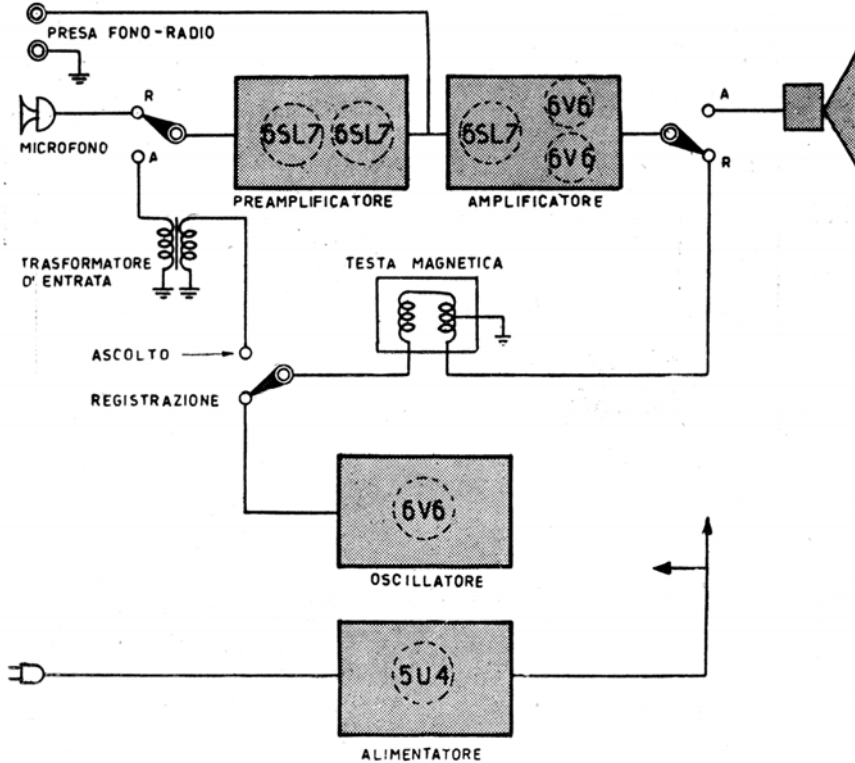 PRESA FONO-RADIO
R
A
MICROFONO
A
R
6SL7
6SL7
6SL7
6V6
6V6
PREAMPLIFICATORE
AMPLIFICATORE
TRASFORMATORE
D'ENTRATA
TESTA MAGNETICA
ASCOLTO
REGISTRAZIONE
6V6
OSCILLATORE
5U4
ALIMENTATORE